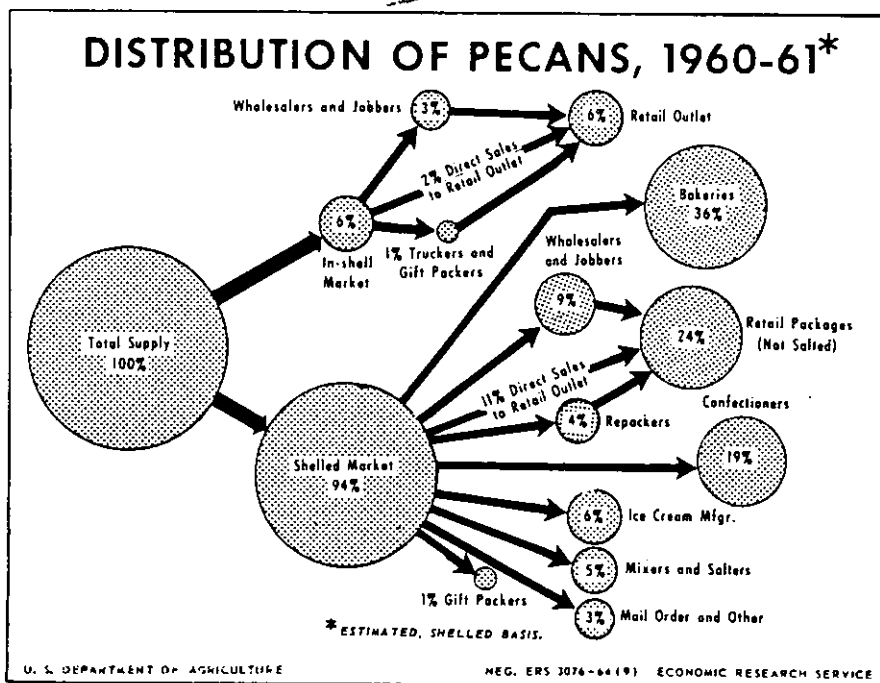 DISTRIBUTION OF PECANS, 1960-61*
Wholesalers and Jobbers
3%
6%
Retail Outlet
2% Direct Sales
to Retail Outlet
6%
In-shell
Market
1% Truckers and
Gift Packers
Bakeries
36%
Wholesalers
and Jobbers
9%
Total Supply
100%
24%
Retail Packages
(Not Salted)
11% Direct Sales
to Retail Outlet
4%
Repackers
Confectioners
19%
Shelled Market
94%
6%
Ice Cream Mfgr.
5%
Mixers and Salters
1% Gift Packers
3%
Mail Order and Other
*ESTIMATED, SHELLED BASIS.
U. S. DEPARTMENT OF AGRICULTURE
NEG. ERS 3076-64(9) ECONOMIC RESEARCH SERVICE